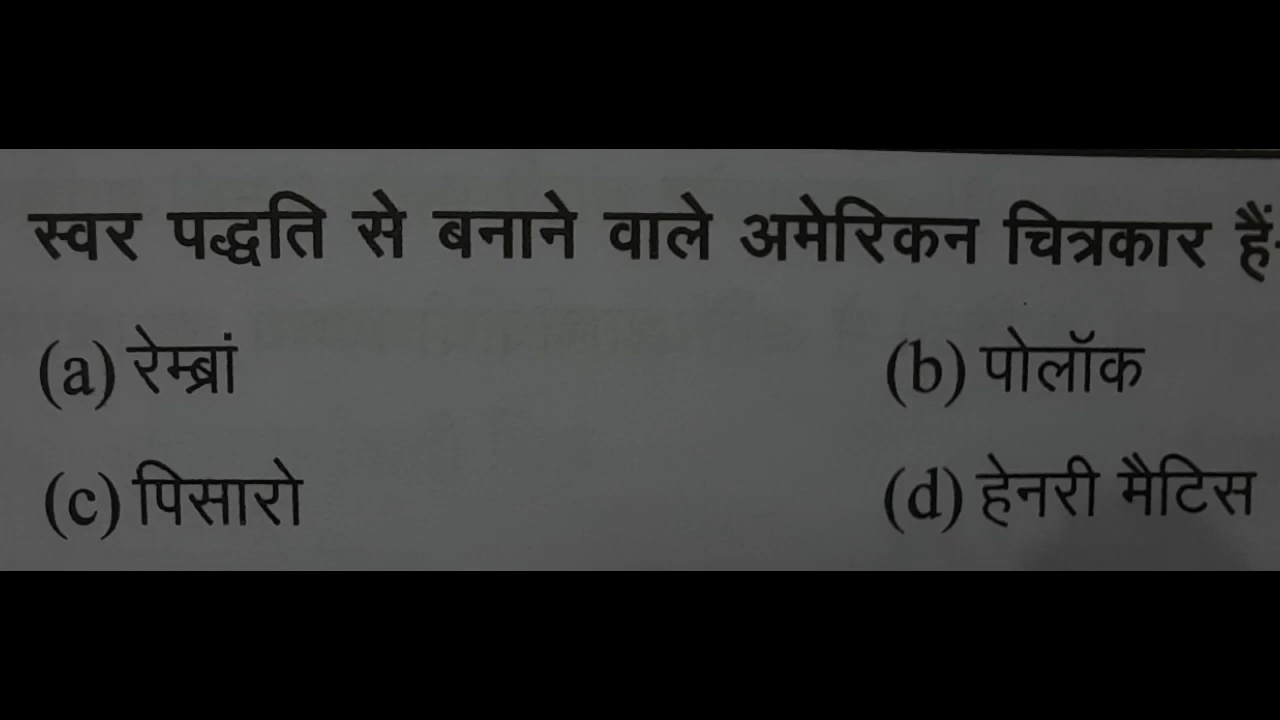 स्वर पद्धति से बनाने वाले अमेरिकन चित्रकार हैं-
(a) रेम्ब्रां (b) पोलॉक
(c) पिसारो (d) हेनरी मैटिस